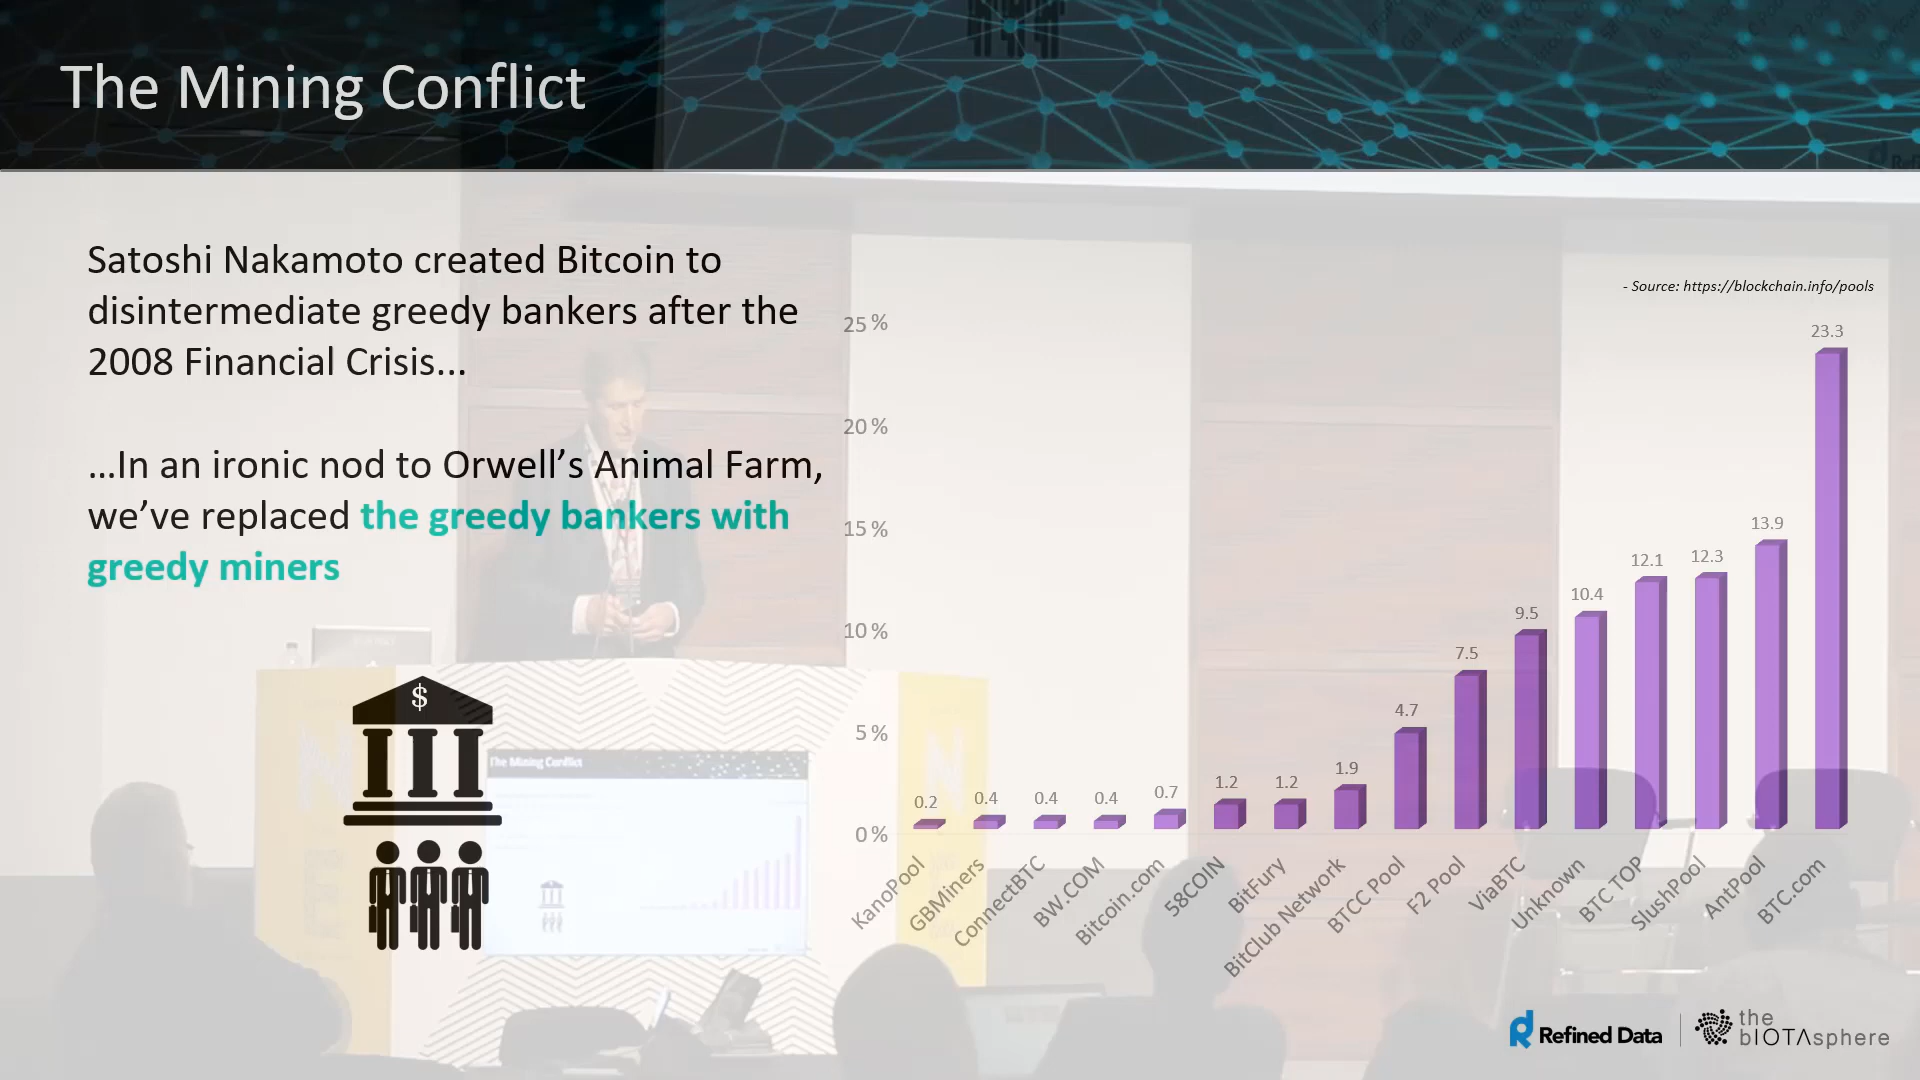 The Mining Conflict
Satoshi Nakamoto created Bitcoin to
disintermediate greedy bankers after the
2008 Financial Crisis...
...In an ironic nod to Orwell’s Animal Farm,
we’ve replaced the greedy bankers with
greedy miners
$
- Source: https://blockchain.info/pools
25 %
20 %
15 %
10 %
5 %
0 %
0.2
0.4
0.4
0.4
0.7
1.2
1.2
1.9
4.7
7.5
9.5
10.4
12.1
12.3
13.9
23.3
KanoPool
GBMiners
ConnectBTC
BW.COM
Bitcoin.com
58COIN
BitFury
BitClub Network
BTCC Pool
F2 Pool
ViaBTC
Unknown
BTC TOP
SlushPool
AntPool
BTC.com
The Mining Conflict
Refined Data
the
bIOTAsphere